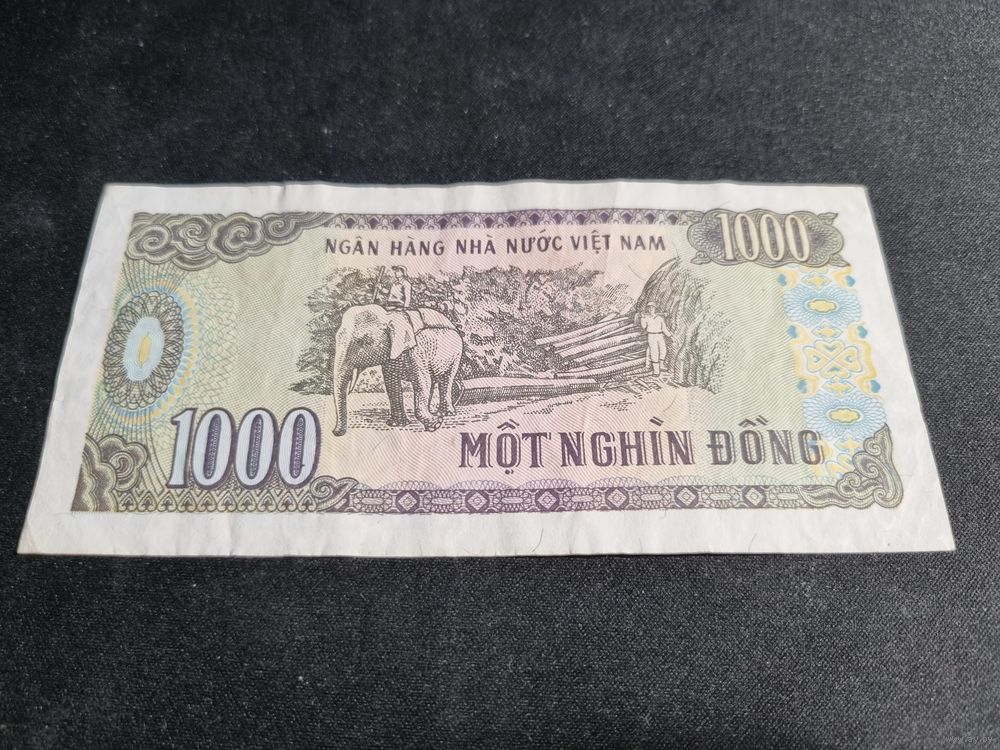 NGÂN HÀNG NHÀ NƯỚC VIỆT NAM
1000
1000
MỘT NGHÌN ĐỒNG